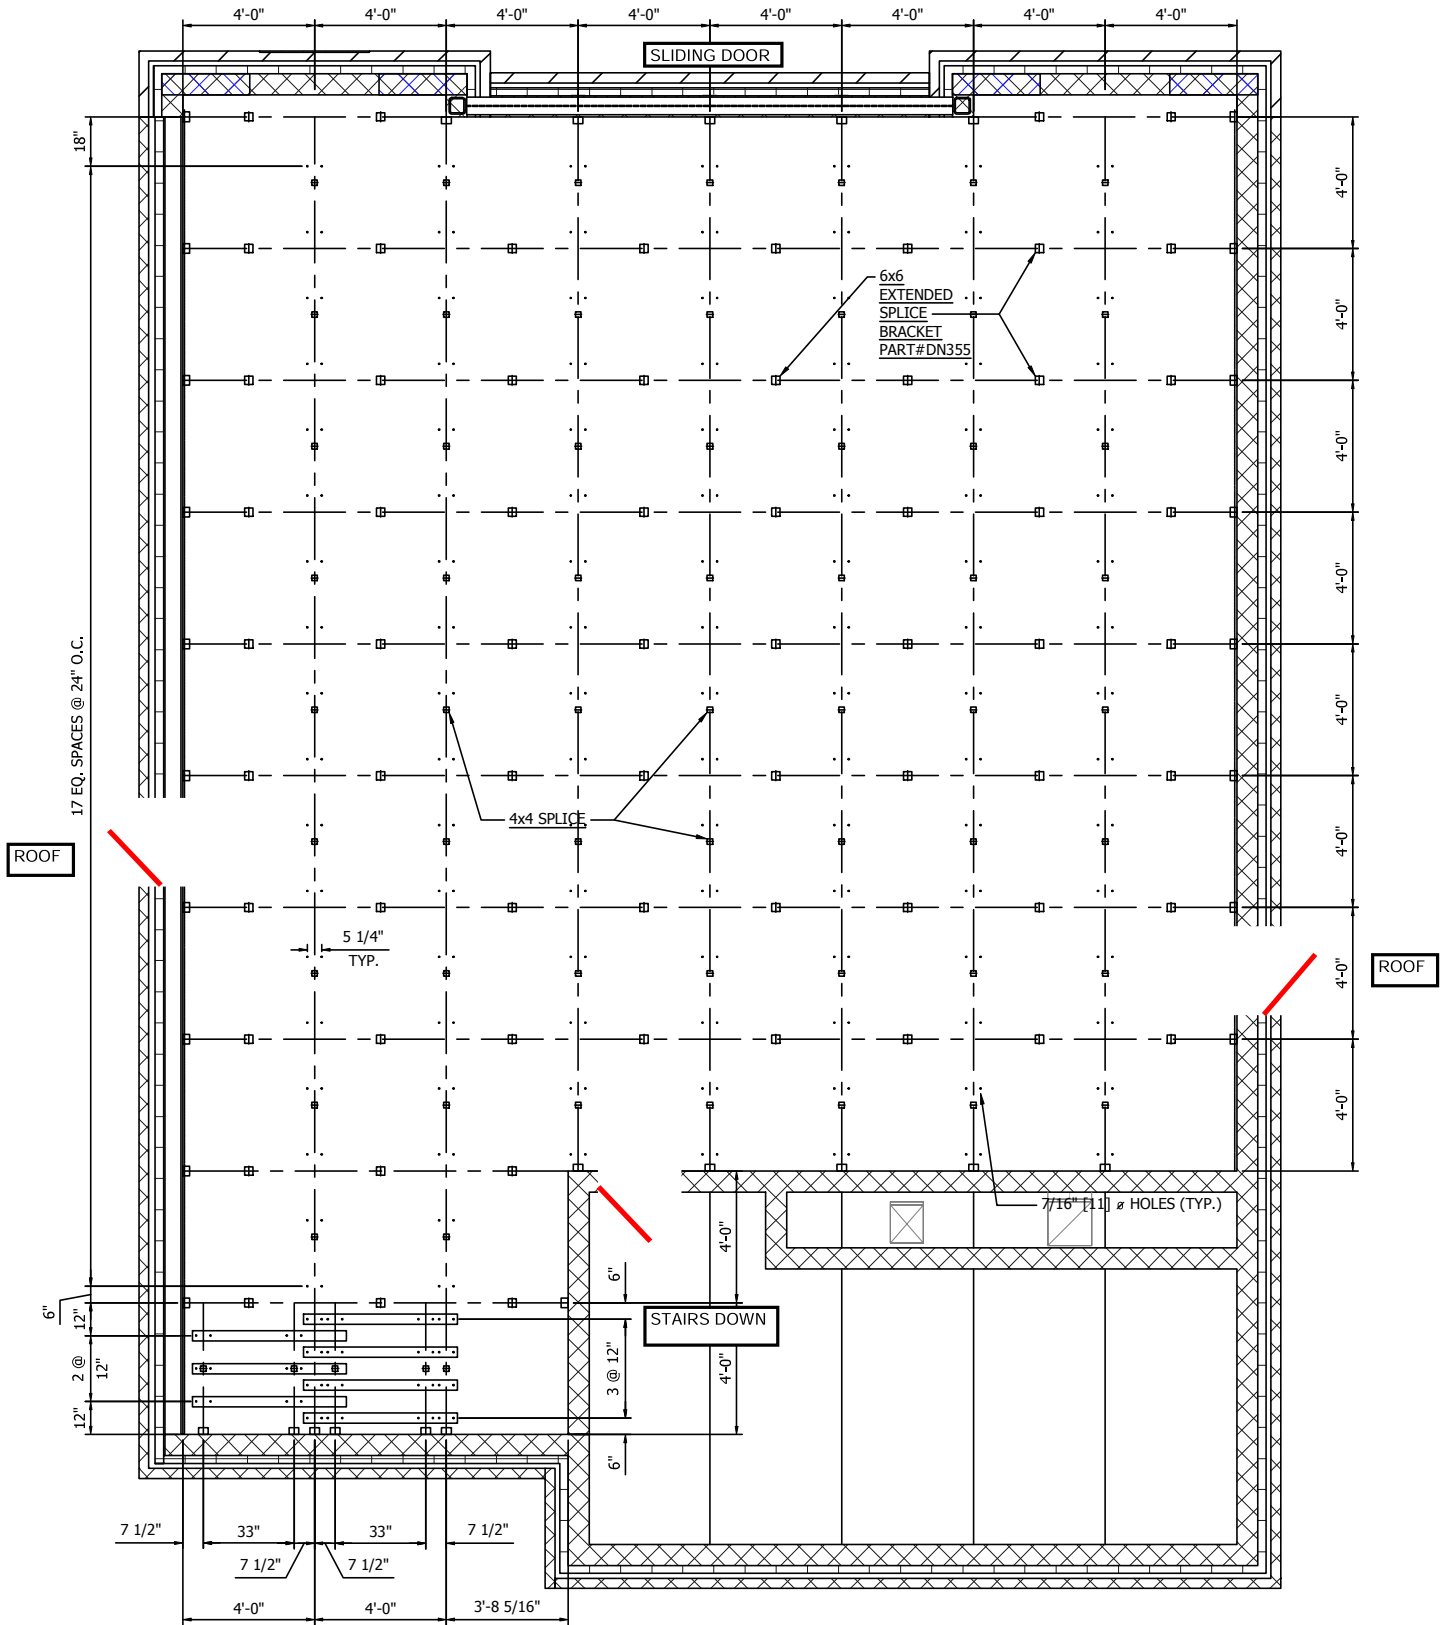 4'-0"
4'-0"
4'-0"
4'-0"
4'-0"
4'-0"
4'-0"
4'-0"
SLIDING DOOR
18"
4'-0"
4'-0"
6x6
EXTENDED
SPLICE
BRACKET
PART#DN355
4'-0"
4'-0"
4'-0"
17 EQ. SPACES @ 24" O.C.
4x4 SPLICE
4'-0"
ROOF
5 1/4"
TYP.
4'-0"
ROOF
4'-0"
7/16" [11] ø HOLES (TYP.)
4'-0"
6"
6"
12"
STAIRS DOWN
2 @
12"
3 @ 12"
4'-0"
12"
6"
7 1/2"
33"
33"
7 1/2"
7 1/2"
7 1/2"
4'-0"
4'-0"
3'-8 5/16"